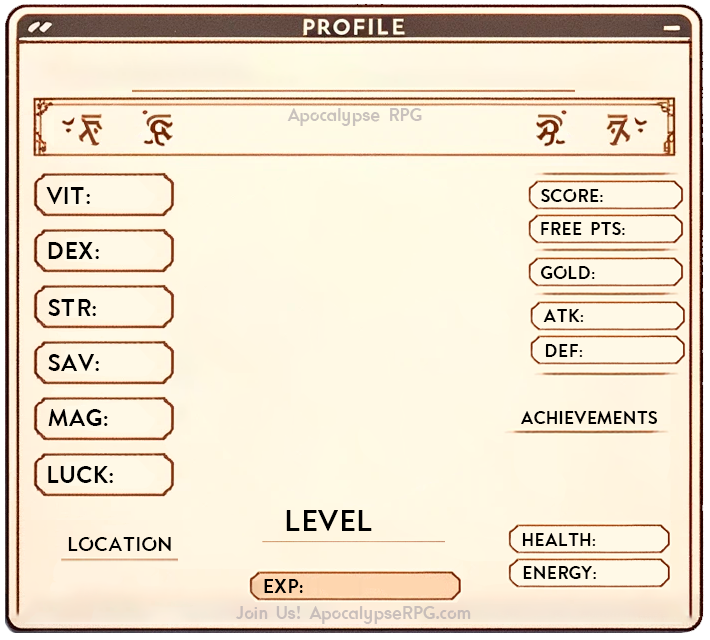 PROFILE
Apocalypse RPG
VIT:
DEX:
STR:
SAV:
MAG:
LUCK:
LOCATION
LEVEL
EXP:
SCORE:
FREE PTS:
GOLD:
ATK:
DEF:
ACHIEVEMENTS
HEALTH:
ENERGY:
Join Us! ApocalypseRPG.com